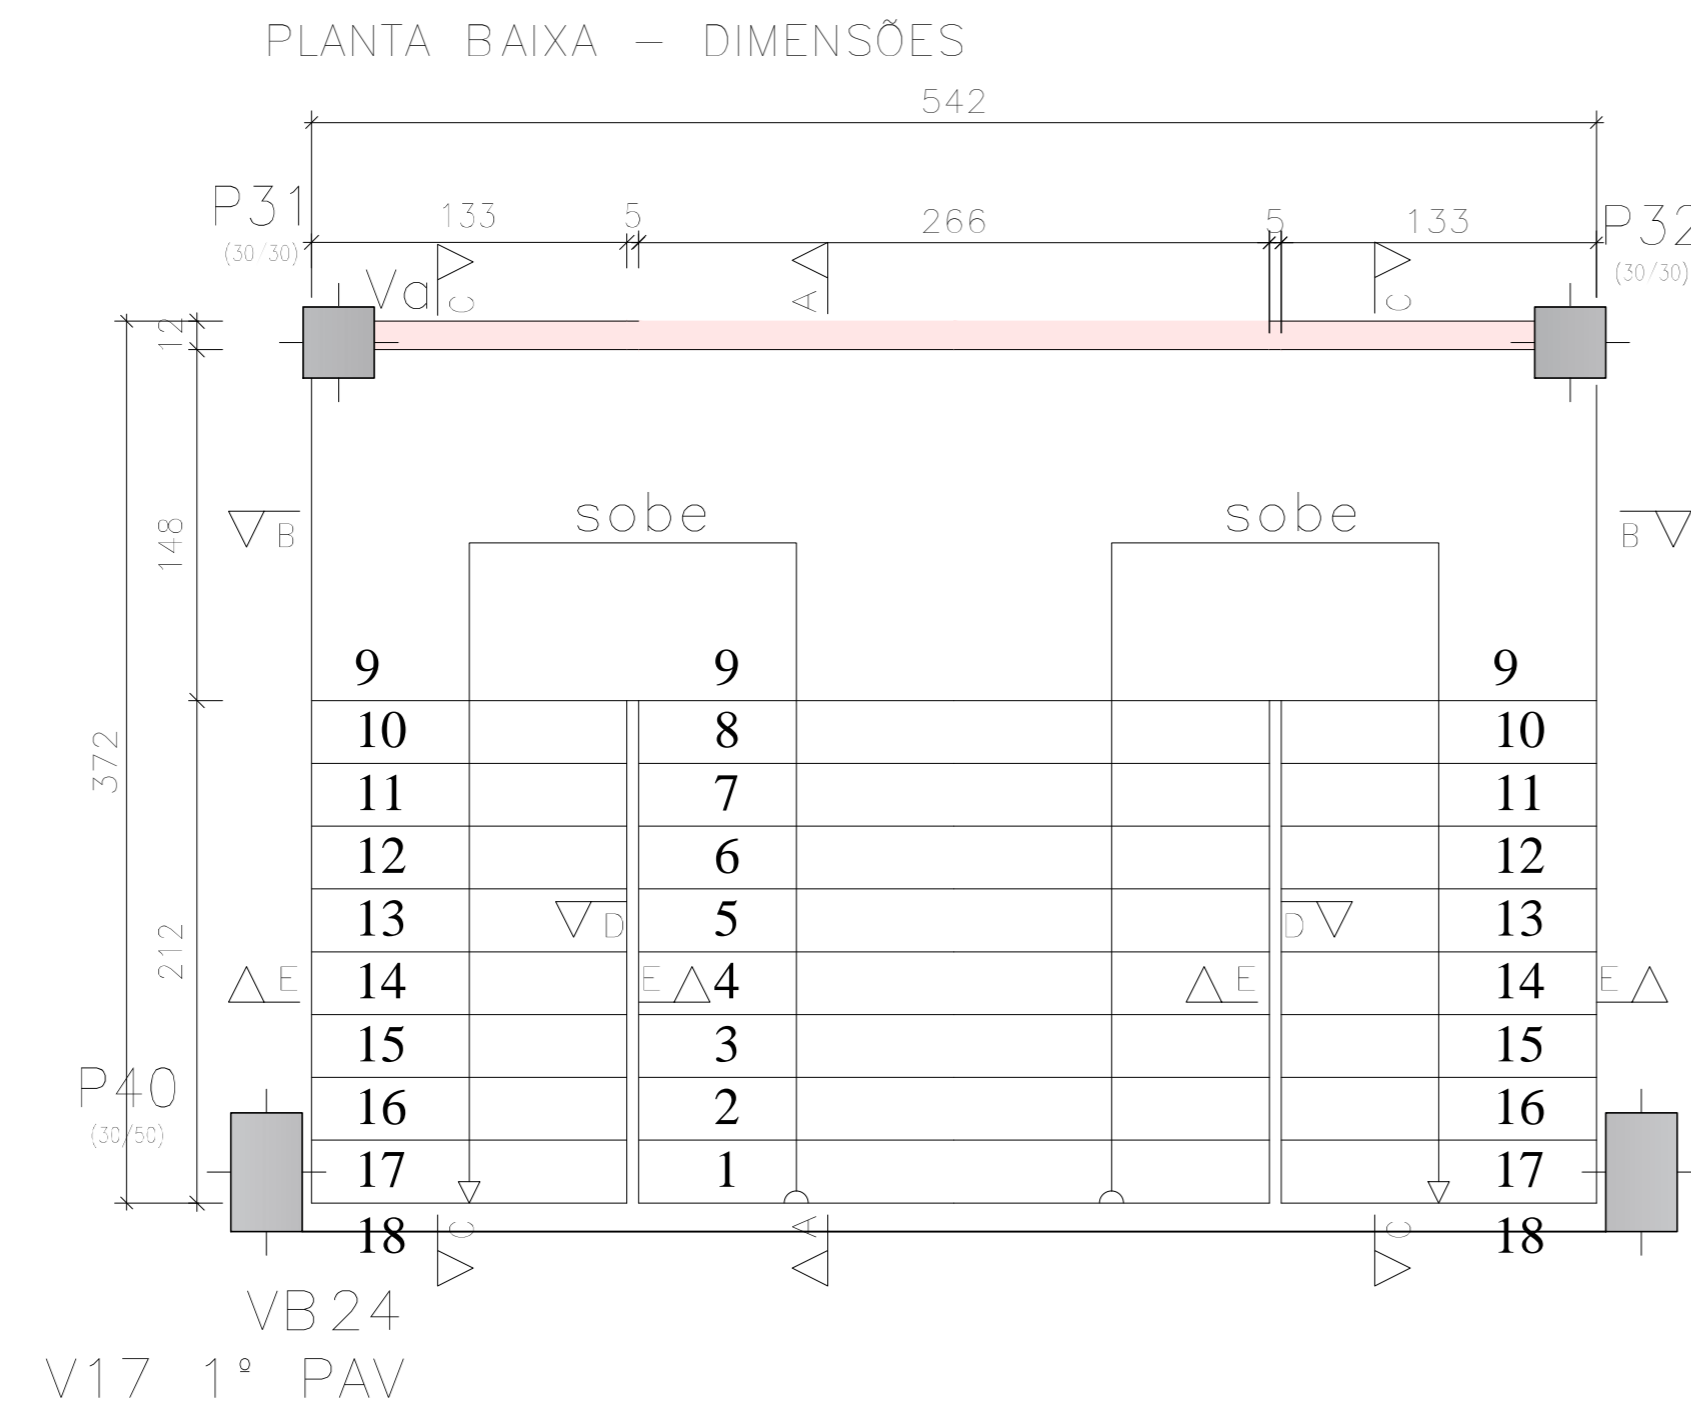 PLANTA BAIXA – DIMENSÕES
542
P31
(30/30)
133
5
266
5
133
P32
(30/30)
Va
C
A
C
12
148
372
212
B
sobe
sobe
B
9
9
9
10
8
10
11
7
11
12
6
12
13
D
5
D
13
E
14
E
4
E
14
E
15
3
15
P40
(30/50)
16
2
16
17
1
17
18
C
A
C
18
VB24
V17 1º PAV